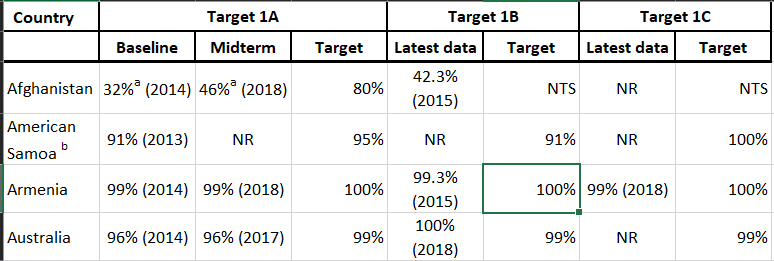 Country Target 1A Target 1B Target 1C
Baseline Midterm Target Latest data Target Latest data Target
Afghanistan 32%ᵃ (2014) 46%ᵃ (2018) 80% 42.3% (2015) NTS NR NTS
American Samoa ᵇ 91% (2013) NR 95% NR 91% NR 100%
Armenia 99% (2014) 99% (2018) 100% 99.3% (2015) 100% 99% (2018) 100%
Australia 96% (2014) 96% (2017) 99% 100% (2018) 99% NR 99%